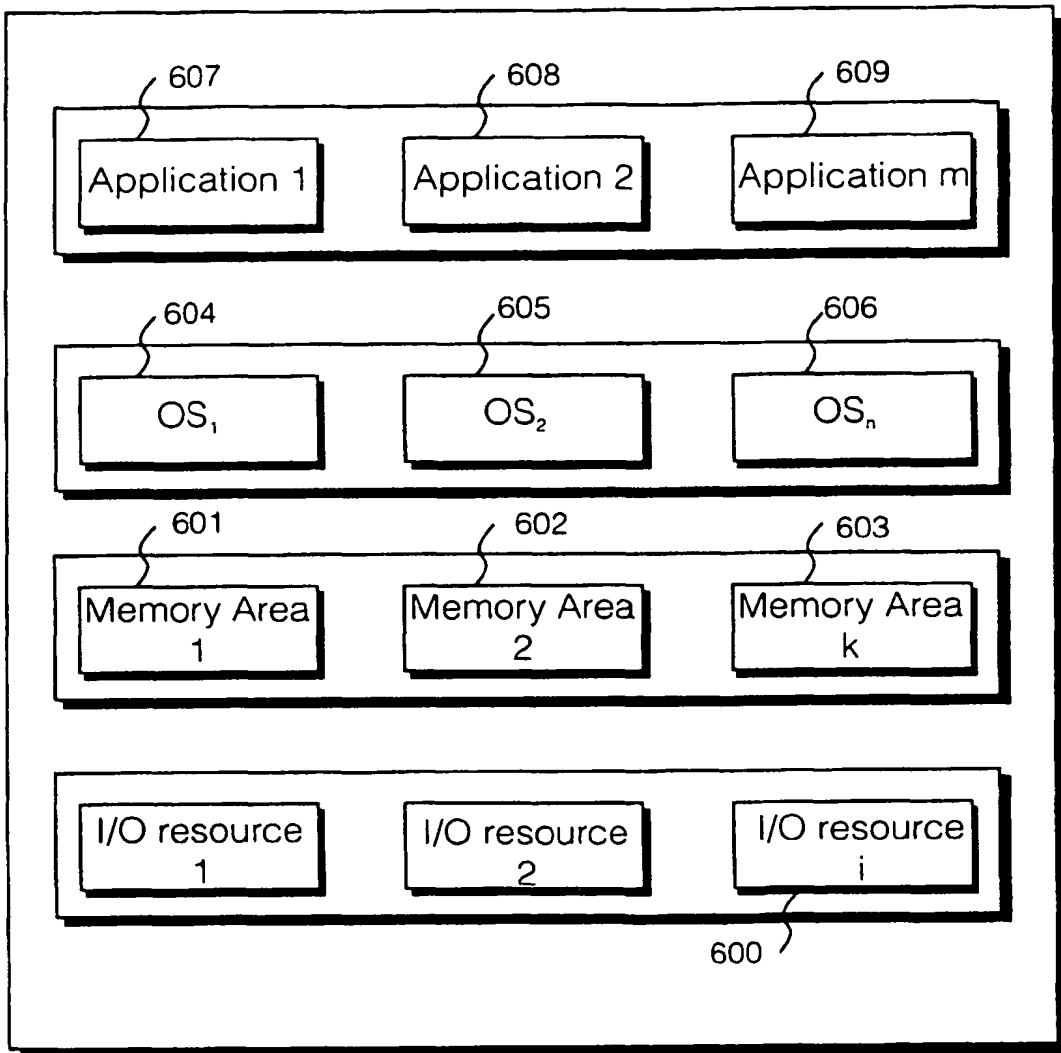 607 608 609
Application 1 Application 2 Application m
604 605 606
OS₁ OS₂ OSₙ
601 602 603
Memory Area Memory Area Memory Area
1 2 k
I/O resource I/O resource I/O resource
1 2 i
600